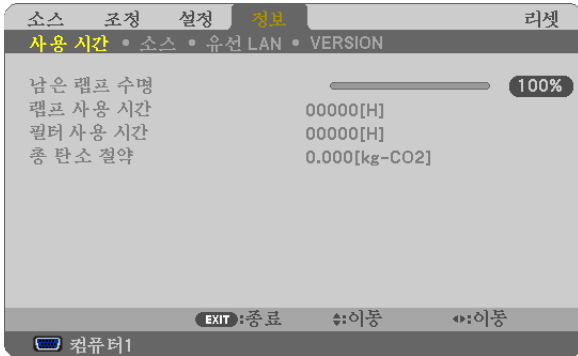 소스 조정 설정 정보 리셋
사용 시간 • 소스 • 유선 LAN • VERSION
남은 램프 수명 100%
램프 사용 시간 00000[H]
필터 사용 시간 00000[H]
총 탄소 절약 0.000[kg-CO2]
EXIT:종료 :이동 :이동
컴퓨터1